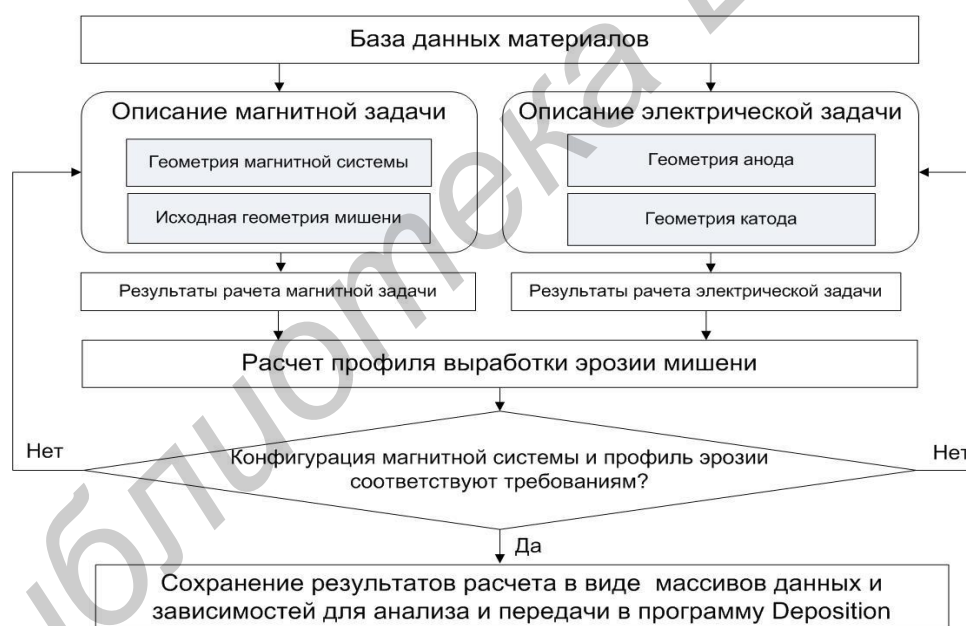 База данных материалов
Описание магнитной задачи
Геометрия магнитной системы
Исходная геометрия мишени
Описание электрической задачи
Геометрия анода
Геометрия катода
Результаты рачета магнитной задачи
Результаты рачета электрической задачи
Расчет профиля выработки эрозии мишени
Нет
Конфигурация магнитной системы и профиль эрозии
соответствуют требованиям?
Нет
Да
Сохранение результатов расчета в виде массивов данных и
зависимостей для анализа и передачи в программу Deposition